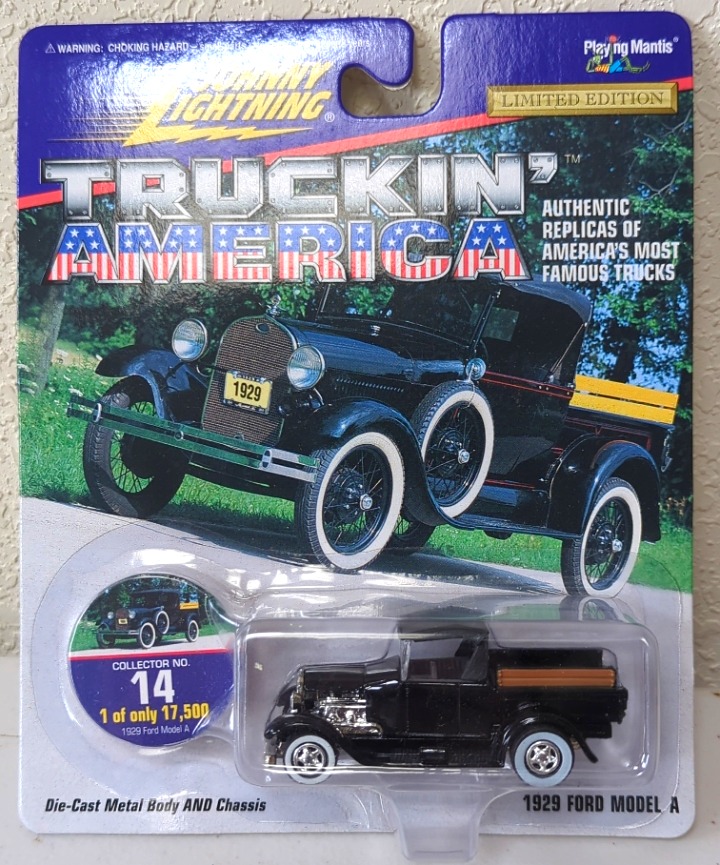 ⚠ WARNING: CHOKING HAZARD –
Playing Mantis®
JOHNNY
LIGHTNING®
LIMITED EDITION
TRUCKIN'™
AMERICA
AUTHENTIC
REPLICAS OF
AMERICA'S MOST
FAMOUS TRUCKS
1929
COLLECTOR NO.
14
1 of only 17,500
1929 Ford Model A
Die-Cast Metal Body AND Chassis
1929 FORD MODEL A